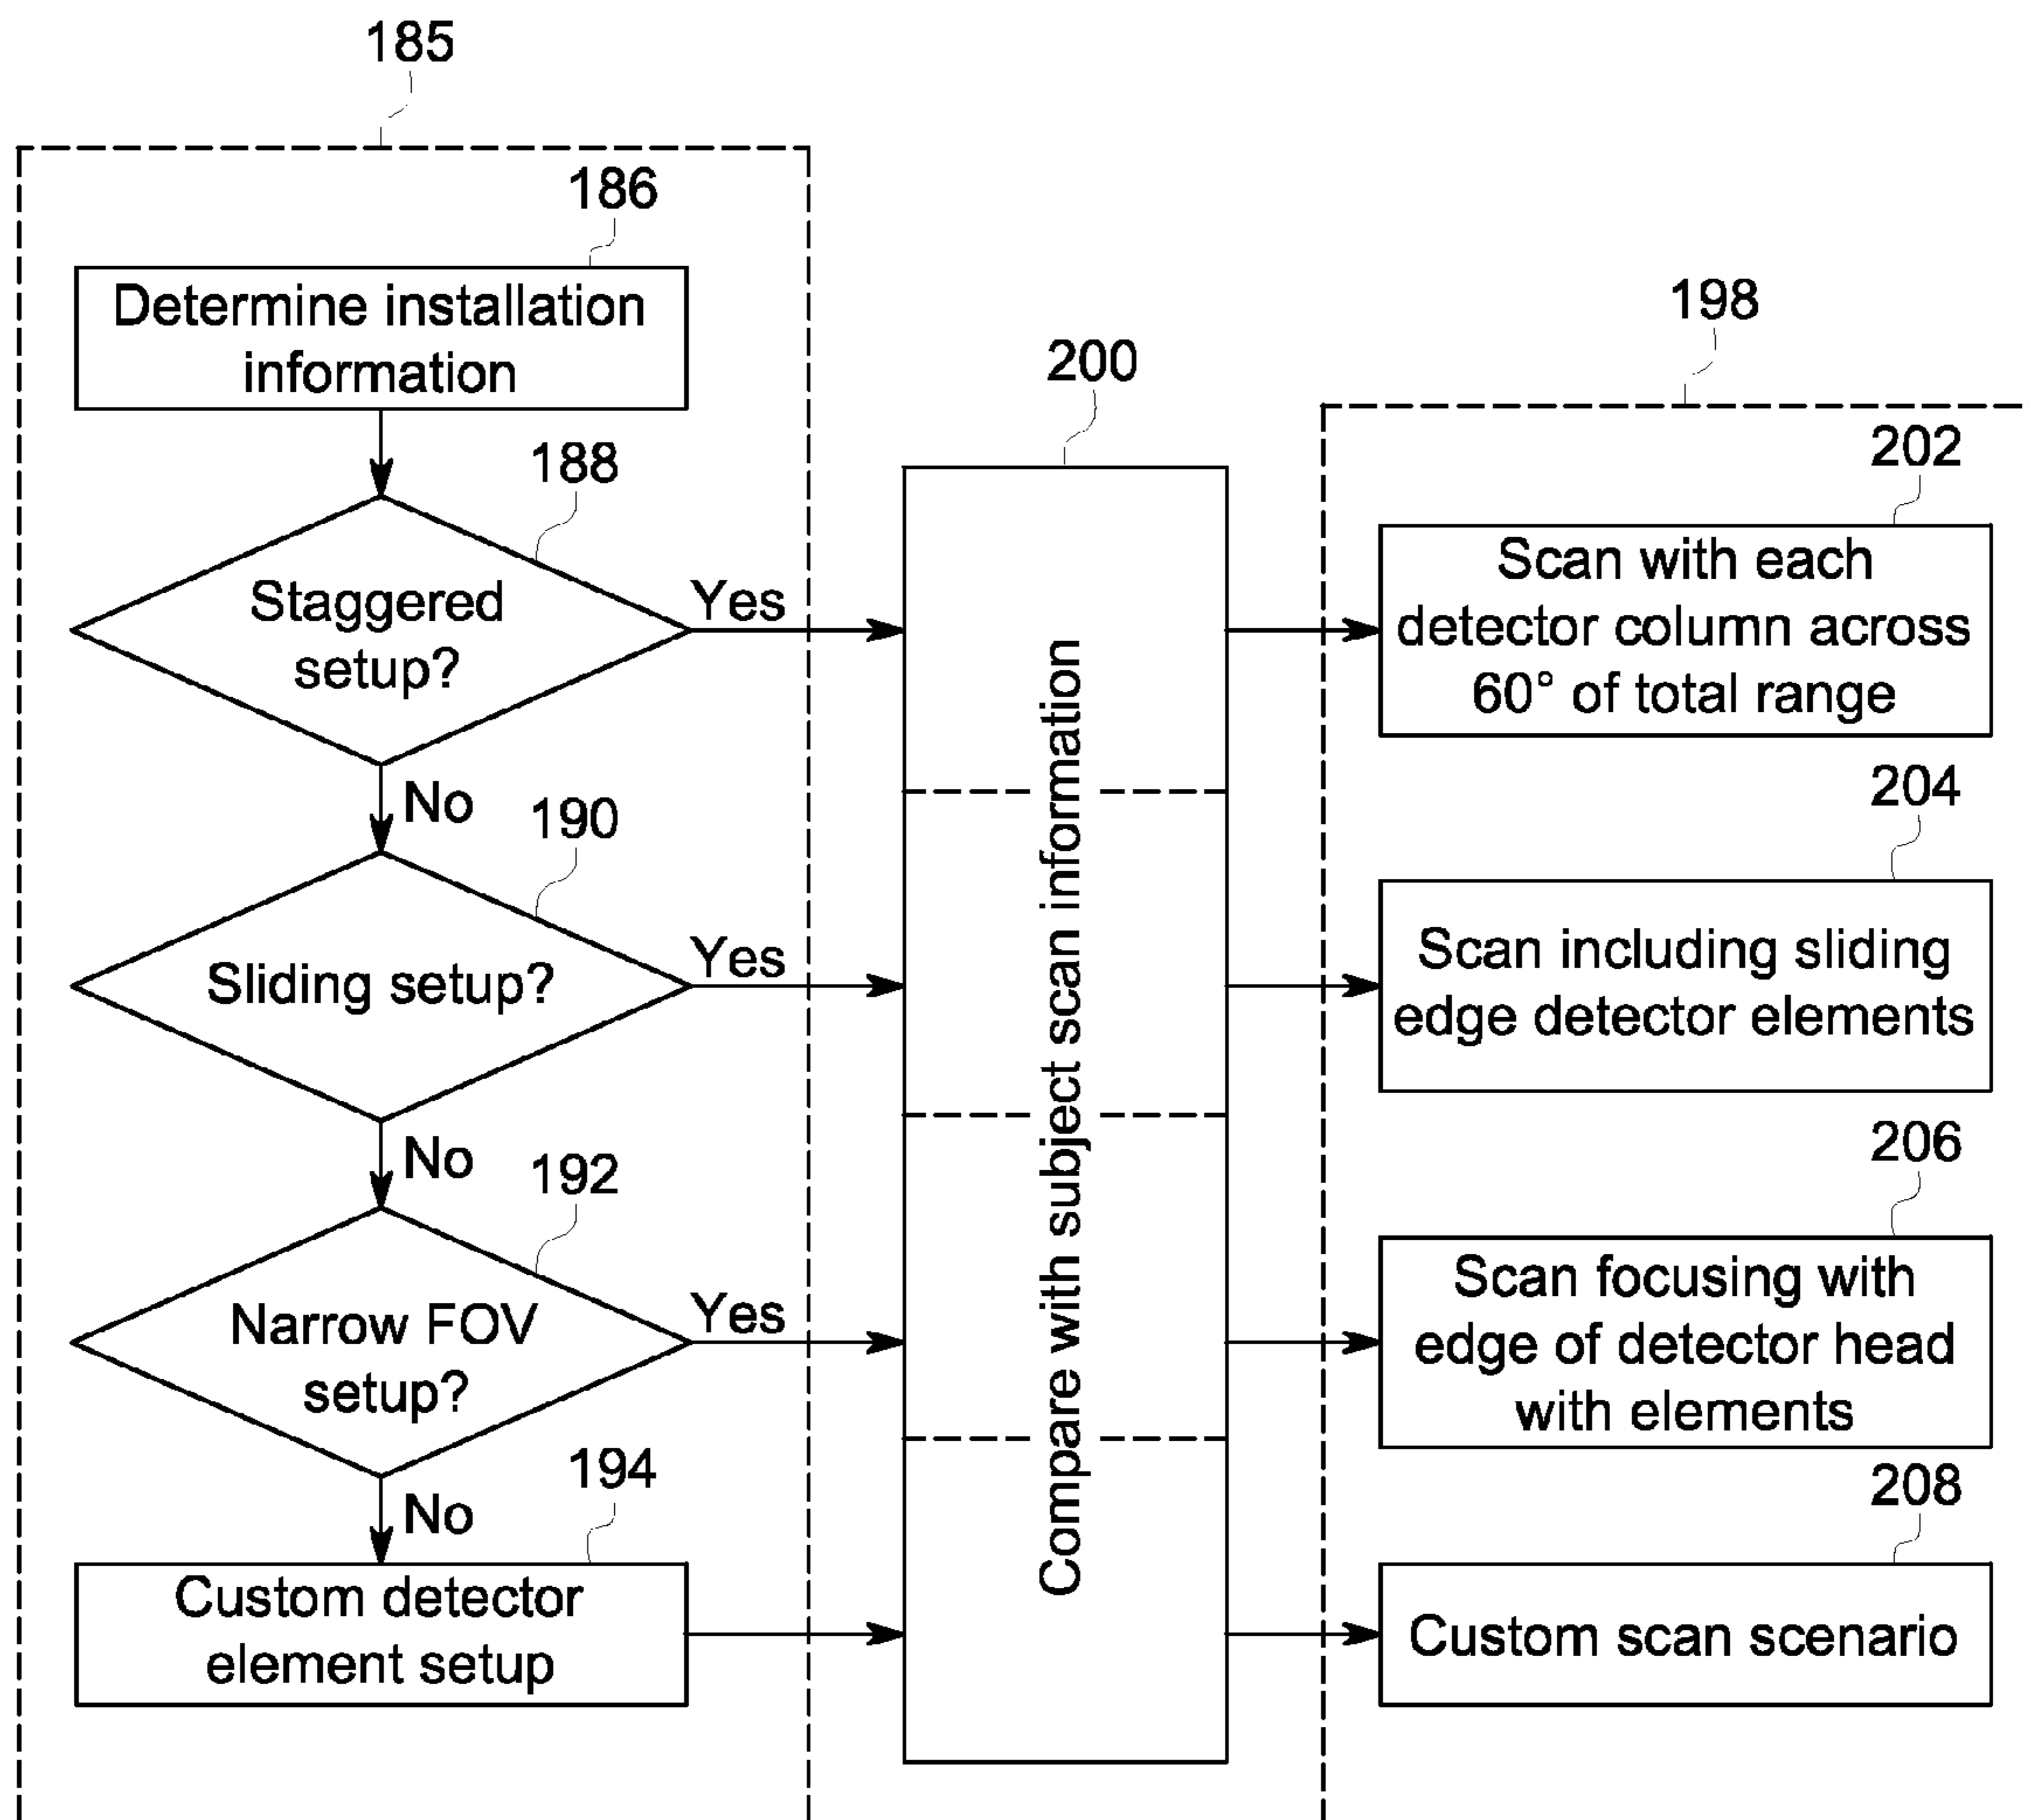 185
186
Determine installation
information
188
Staggered
setup?
Yes
No
190
Sliding setup?
Yes
No
192
Narrow FOV
setup?
Yes
No
194
Custom detector
element setup
200
Compare with subject scan information
198
202
Scan with each
detector column across
60° of total range
204
Scan including sliding
edge detector elements
206
Scan focusing with
edge of detector head
with elements
208
Custom scan scenario